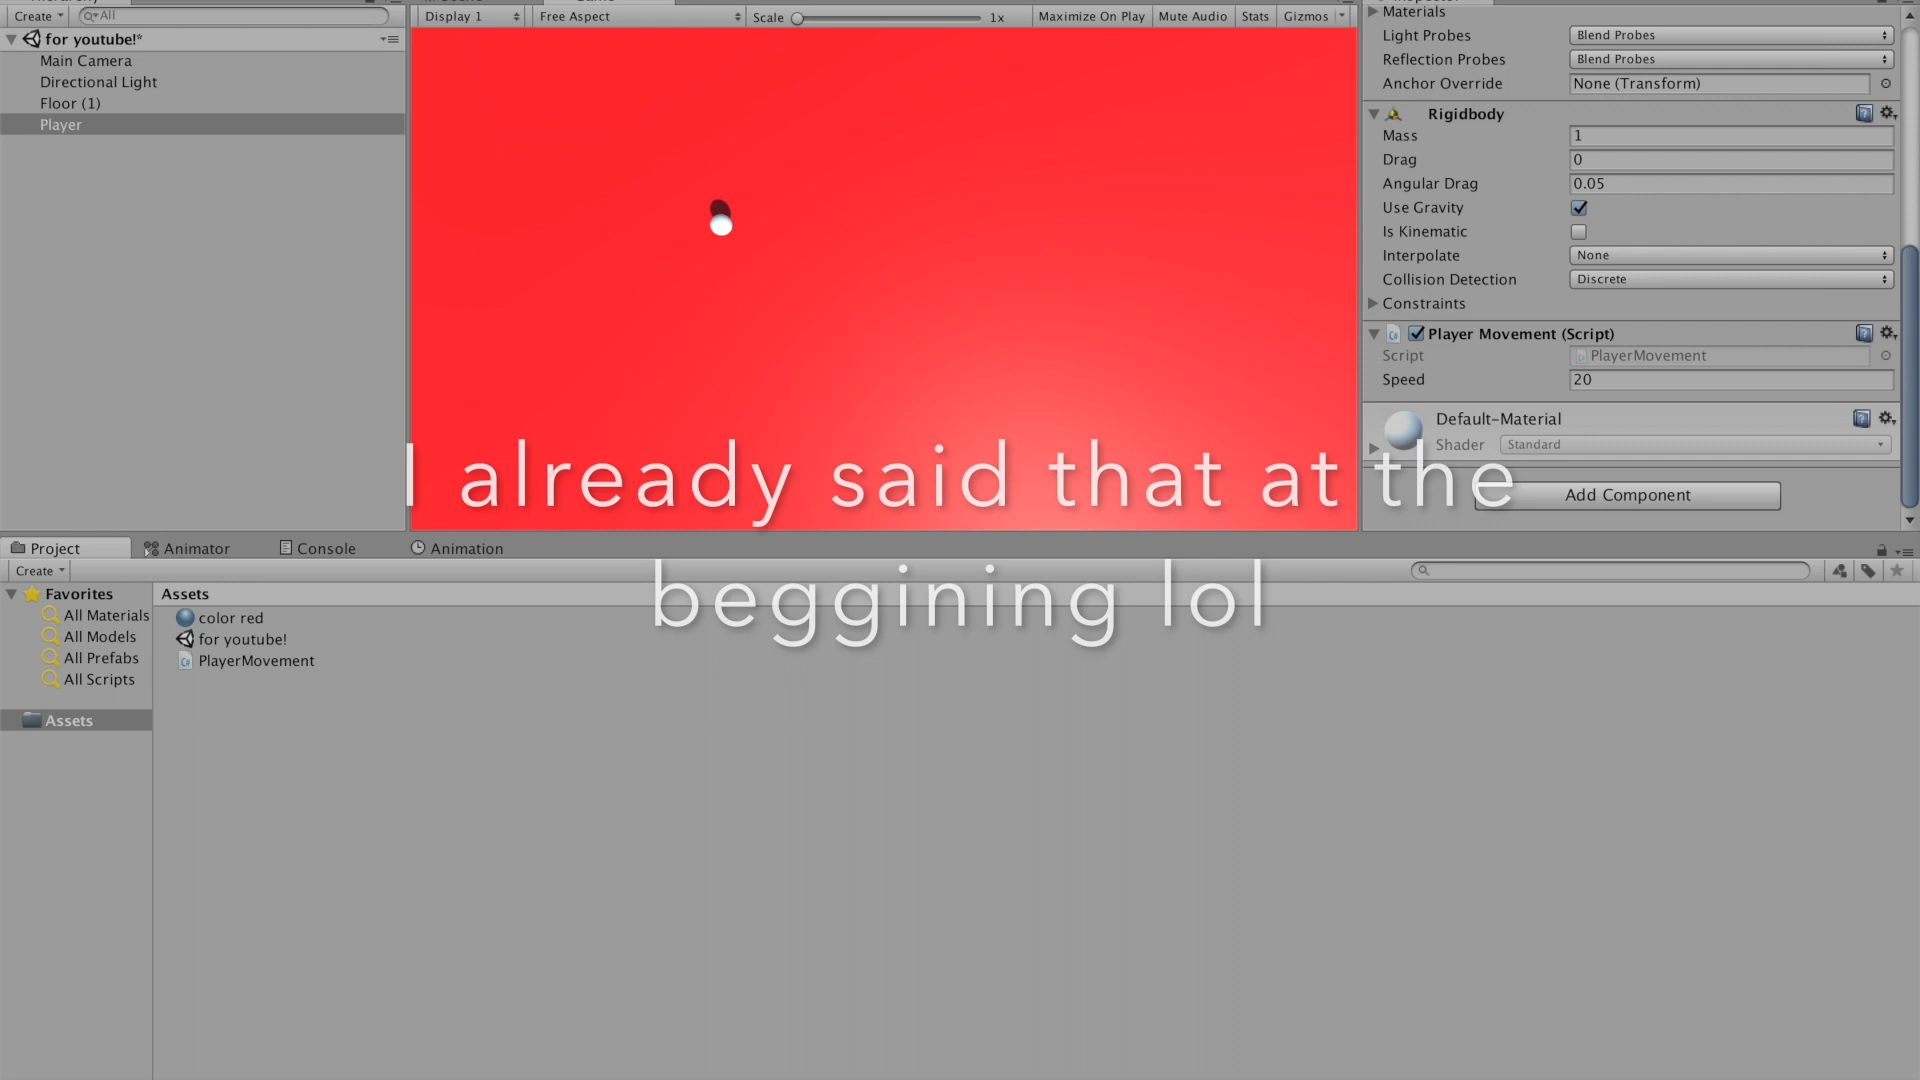 Create
All
Display 1
Free Aspect
Scale
1x
Maximize On Play
Mute Audio
Stats
Gizmos
for youtube!*
Main Camera
Directional Light
Floor (1)
Player
Materials
Light Probes
Blend Probes
Reflection Probes
Blend Probes
Anchor Override
None (Transform)
Rigidbody
Mass
1
Drag
0
Angular Drag
0.05
Use Gravity
Is Kinematic
Interpolate
None
Collision Detection
Discrete
Constraints
Player Movement (Script)
Script
PlayerMovement
Speed
20
Default-Material
Shader
Standard
Add Component
I already said that at the
beggining lol
Project
Animator
Console
Animation
Create
Favorites
All Materials
All Models
All Prefabs
All Scripts
Assets
Assets
color red
for youtube!
PlayerMovement